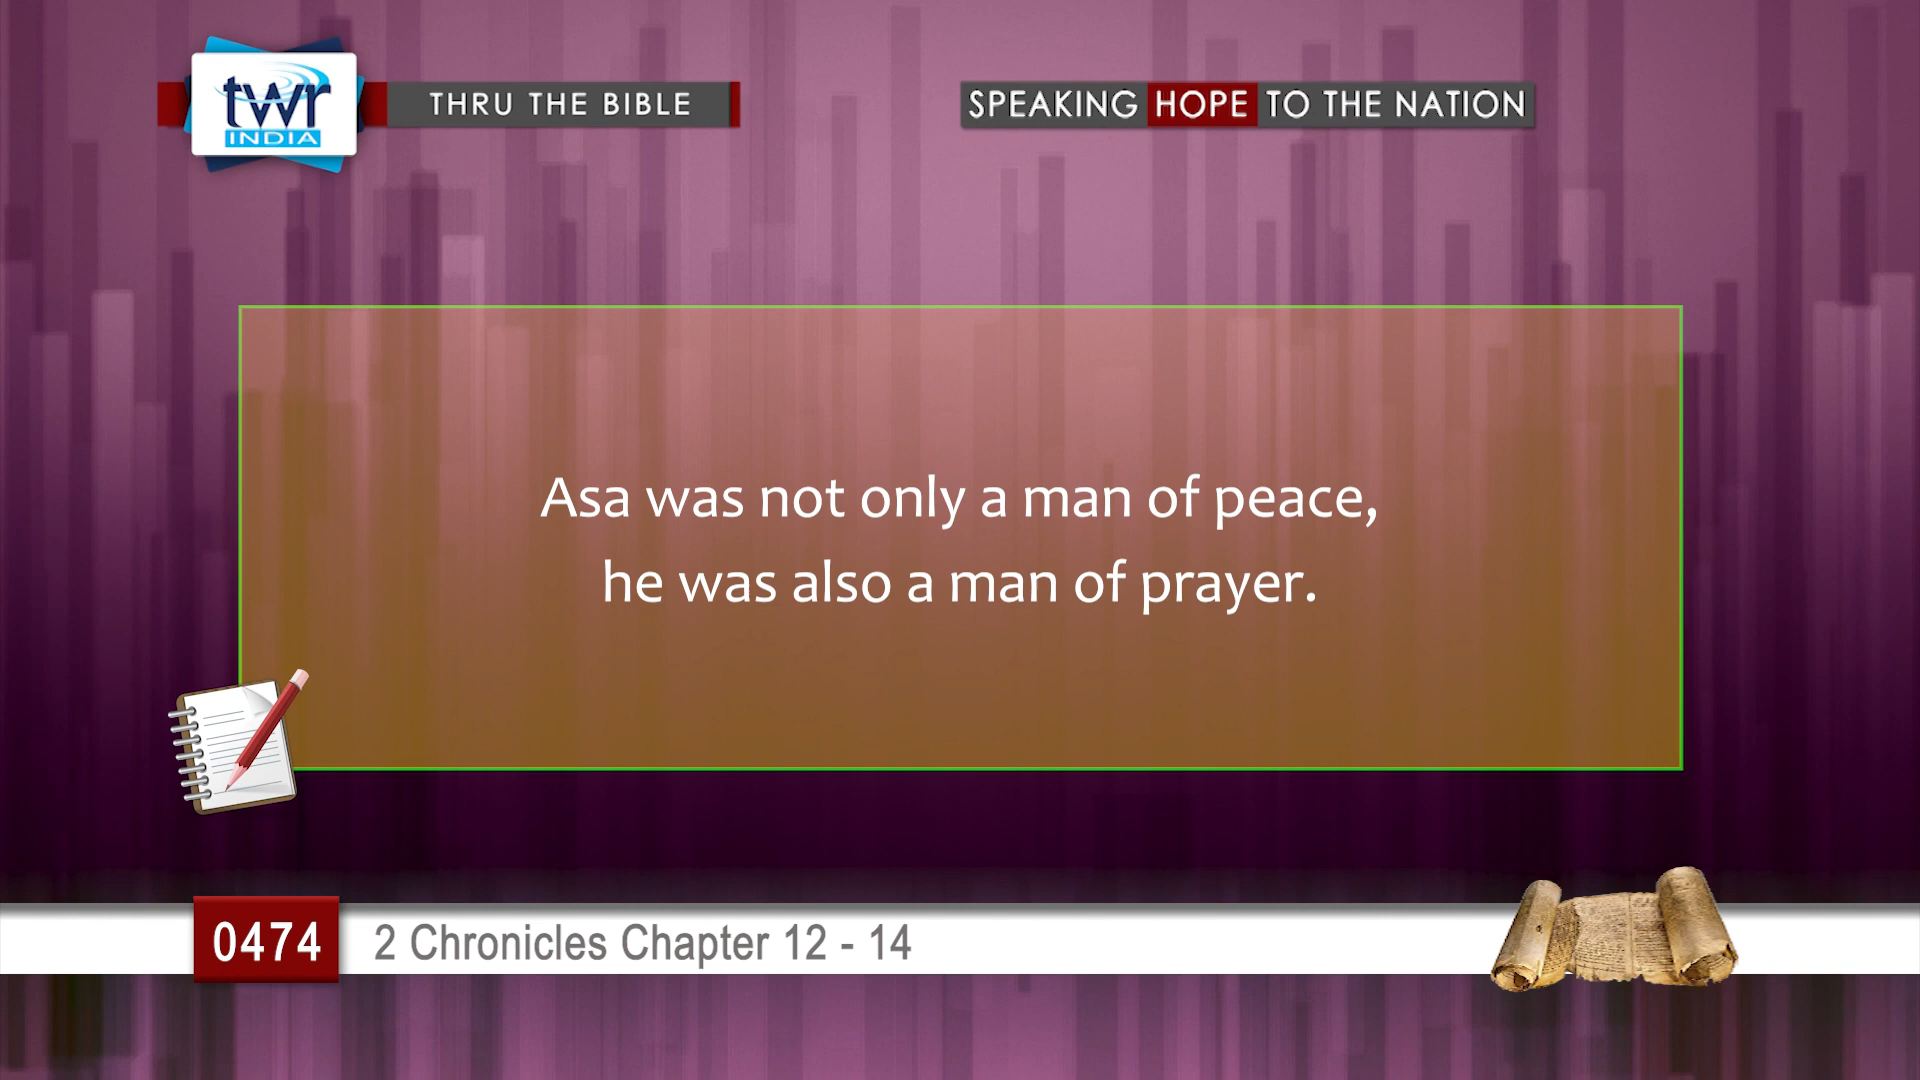 twr
INDIA
THRU THE BIBLE
SPEAKING HOPE TO THE NATION
Asa was not only a man of peace,
he was also a man of prayer.
0474
2 Chronicles Chapter 12 - 14